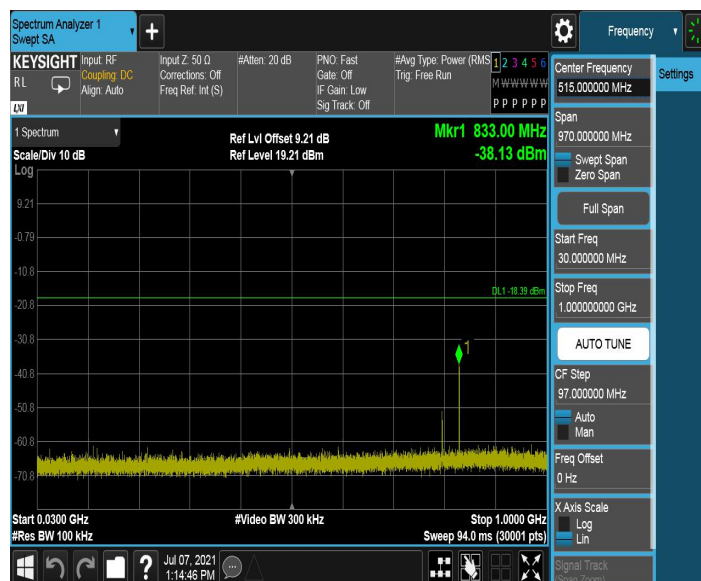 Spectrum Analyzer 1
Swept SA
+
Frequency
KEYSIGHT
RL
LXI
Input: RF
Coupling: DC
Align: Auto
Input Z: 50 Ω
Corrections: Off
Freq Ref: Int (S)
#Atten: 20 dB
PNO: Fast
Gate: Off
IF Gain: Low
Sig Track: Off
#Avg Type: Power (RMS
Trig: Free Run
1 2 3 4 5 6
M W W W W W
P P P P P P
1 Spectrum
Scale/Div 10 dB
Log
Ref Lvl Offset 9.21 dB
Ref Level 19.21 dBm
Mkr1 833.00 MHz
-38.13 dBm
9.21
-0.79
-10.8
DL1 -18.39 dBm
-20.8
-30.8
1
-40.8
-50.8
-60.8
-70.8
Start 0.0300 GHz
#Res BW 100 kHz
#Video BW 300 kHz
Stop 1.0000 GHz
Sweep 94.0 ms (30001 pts)
?
Jul 07, 2021
1:14:46 PM
Center Frequency
515.000000 MHz
Span
970.000000 MHz
Swept Span
Zero Span
Full Span
Start Freq
30.000000 MHz
Stop Freq
1.000000000 GHz
AUTO TUNE
CF Step
97.000000 MHz
Auto
Man
Freq Offset
0 Hz
X Axis Scale
Log
Lin
Signal Track
(Span Zoom)
Settings